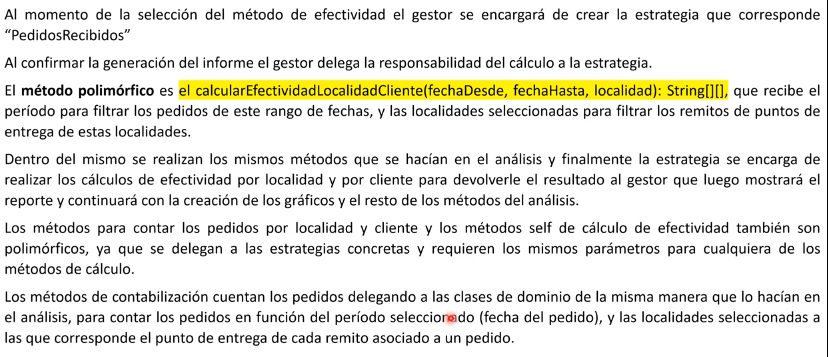 Al momento de la selección del método de efectividad el gestor se encargará de crear la estrategia que corresponde
“PedidosRecibidos”
Al confirmar la generación del informe el gestor delega la responsabilidad del cálculo a la estrategia.
El método polimórfico es el calcularEfectividadLocalidadCliente(fechaDesde, fechaHasta, localidad): String[][], que recibe el
período para filtrar los pedidos de este rango de fechas, y las localidades seleccionadas para filtrar los remitos de puntos de
entrega de estas localidades.
Dentro del mismo se realizan los mismos métodos que se hacían en el análisis y finalmente la estrategia se encarga de
realizar los cálculos de efectividad por localidad y por cliente para devolverle el resultado al gestor que luego mostrará el
reporte y continuará con la creación de los gráficos y el resto de los métodos del análisis.
Los métodos para contar los pedidos por localidad y cliente y los métodos self de cálculo de efectividad también son
polimórficos, ya que se delegan a las estrategias concretas y requieren los mismos parámetros para cualquiera de los
métodos de cálculo.
Los métodos de contabilización cuentan los pedidos delegando a las clases de dominio de la misma manera que lo hacían en
el análisis, para contar los pedidos en función del período seleccionado (fecha del pedido), y las localidades seleccionadas a
las que corresponde el punto de entrega de cada remito asociado a un pedido.